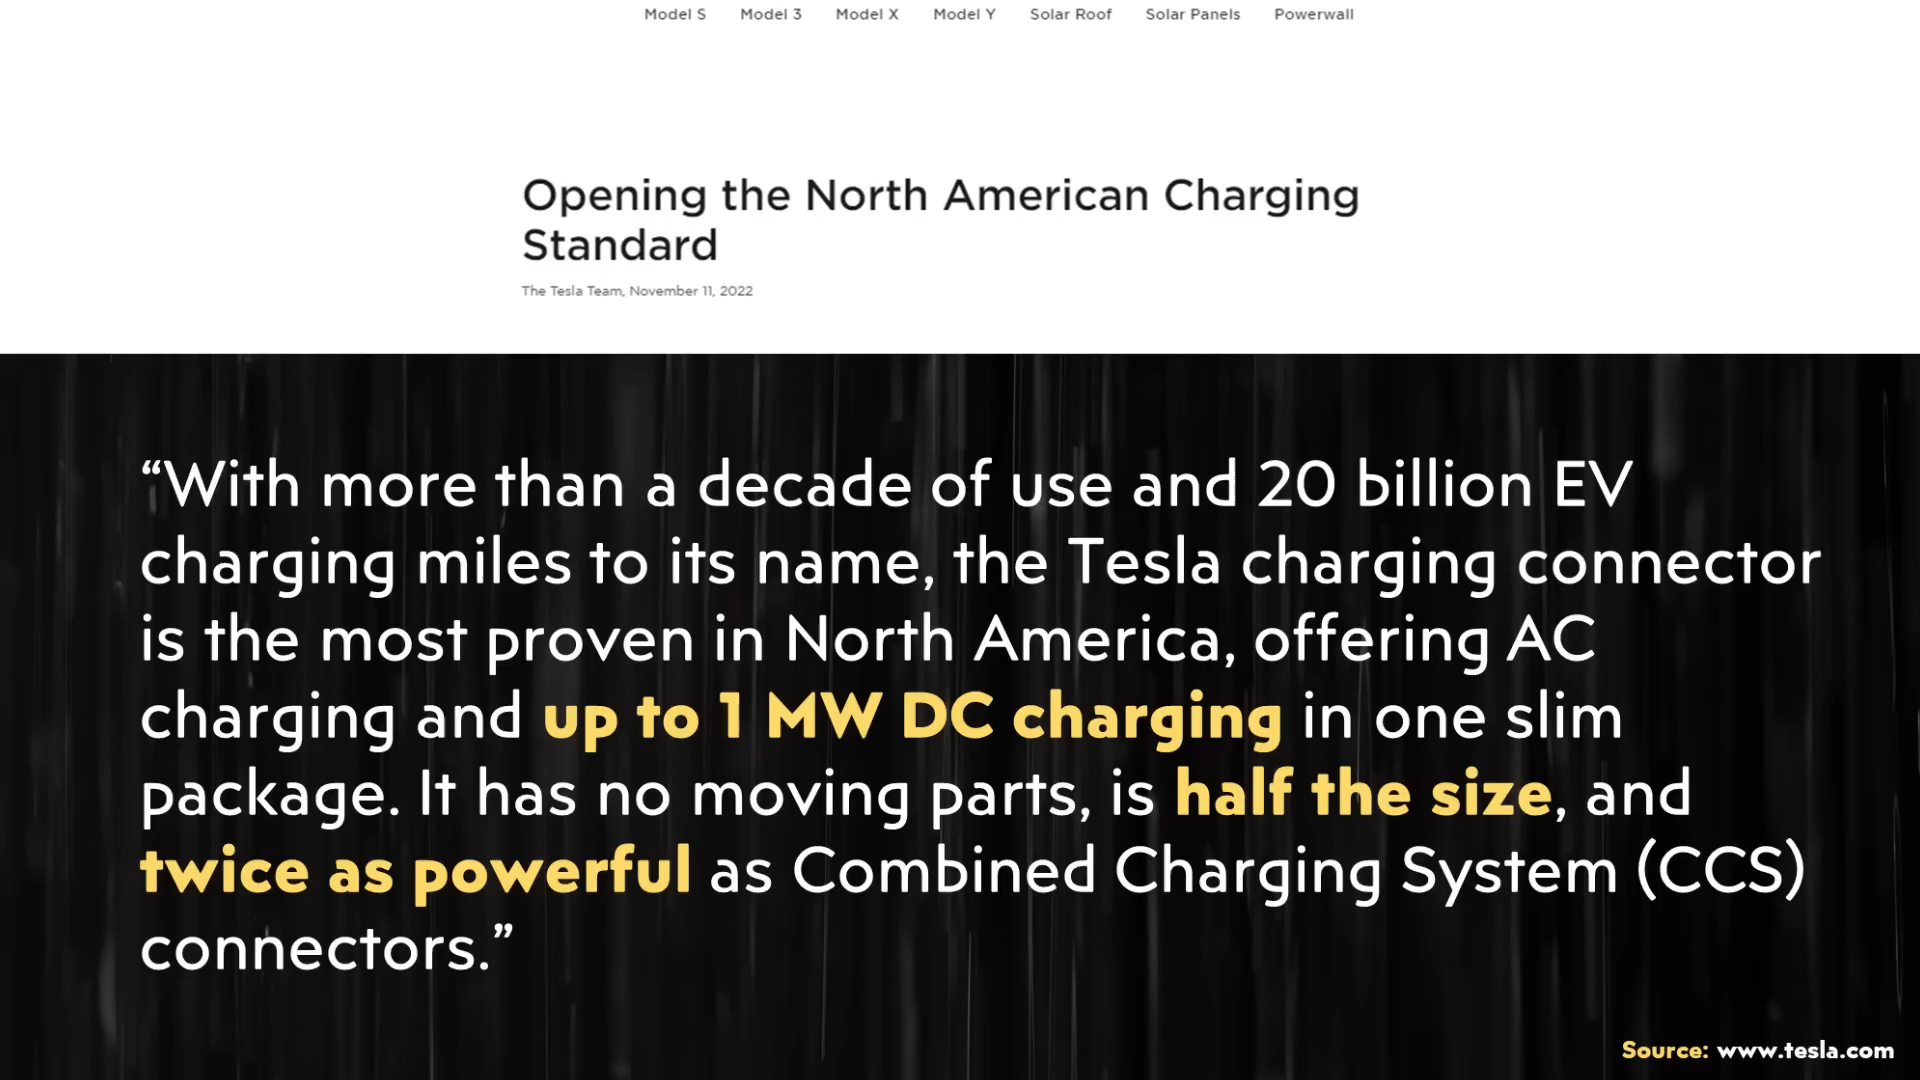 Model S Model 3 Model X Model Y Solar Roof Solar Panels Powerwall
Opening the North American Charging
Standard
The Tesla Team, November 11, 2022
“With more than a decade of use and 20 billion EV
charging miles to its name, the Tesla charging connector
is the most proven in North America, offering AC
charging and up to 1 MW DC charging in one slim
package. It has no moving parts, is half the size, and
twice as powerful as Combined Charging System (CCS)
connectors.”
Source: www.tesla.com